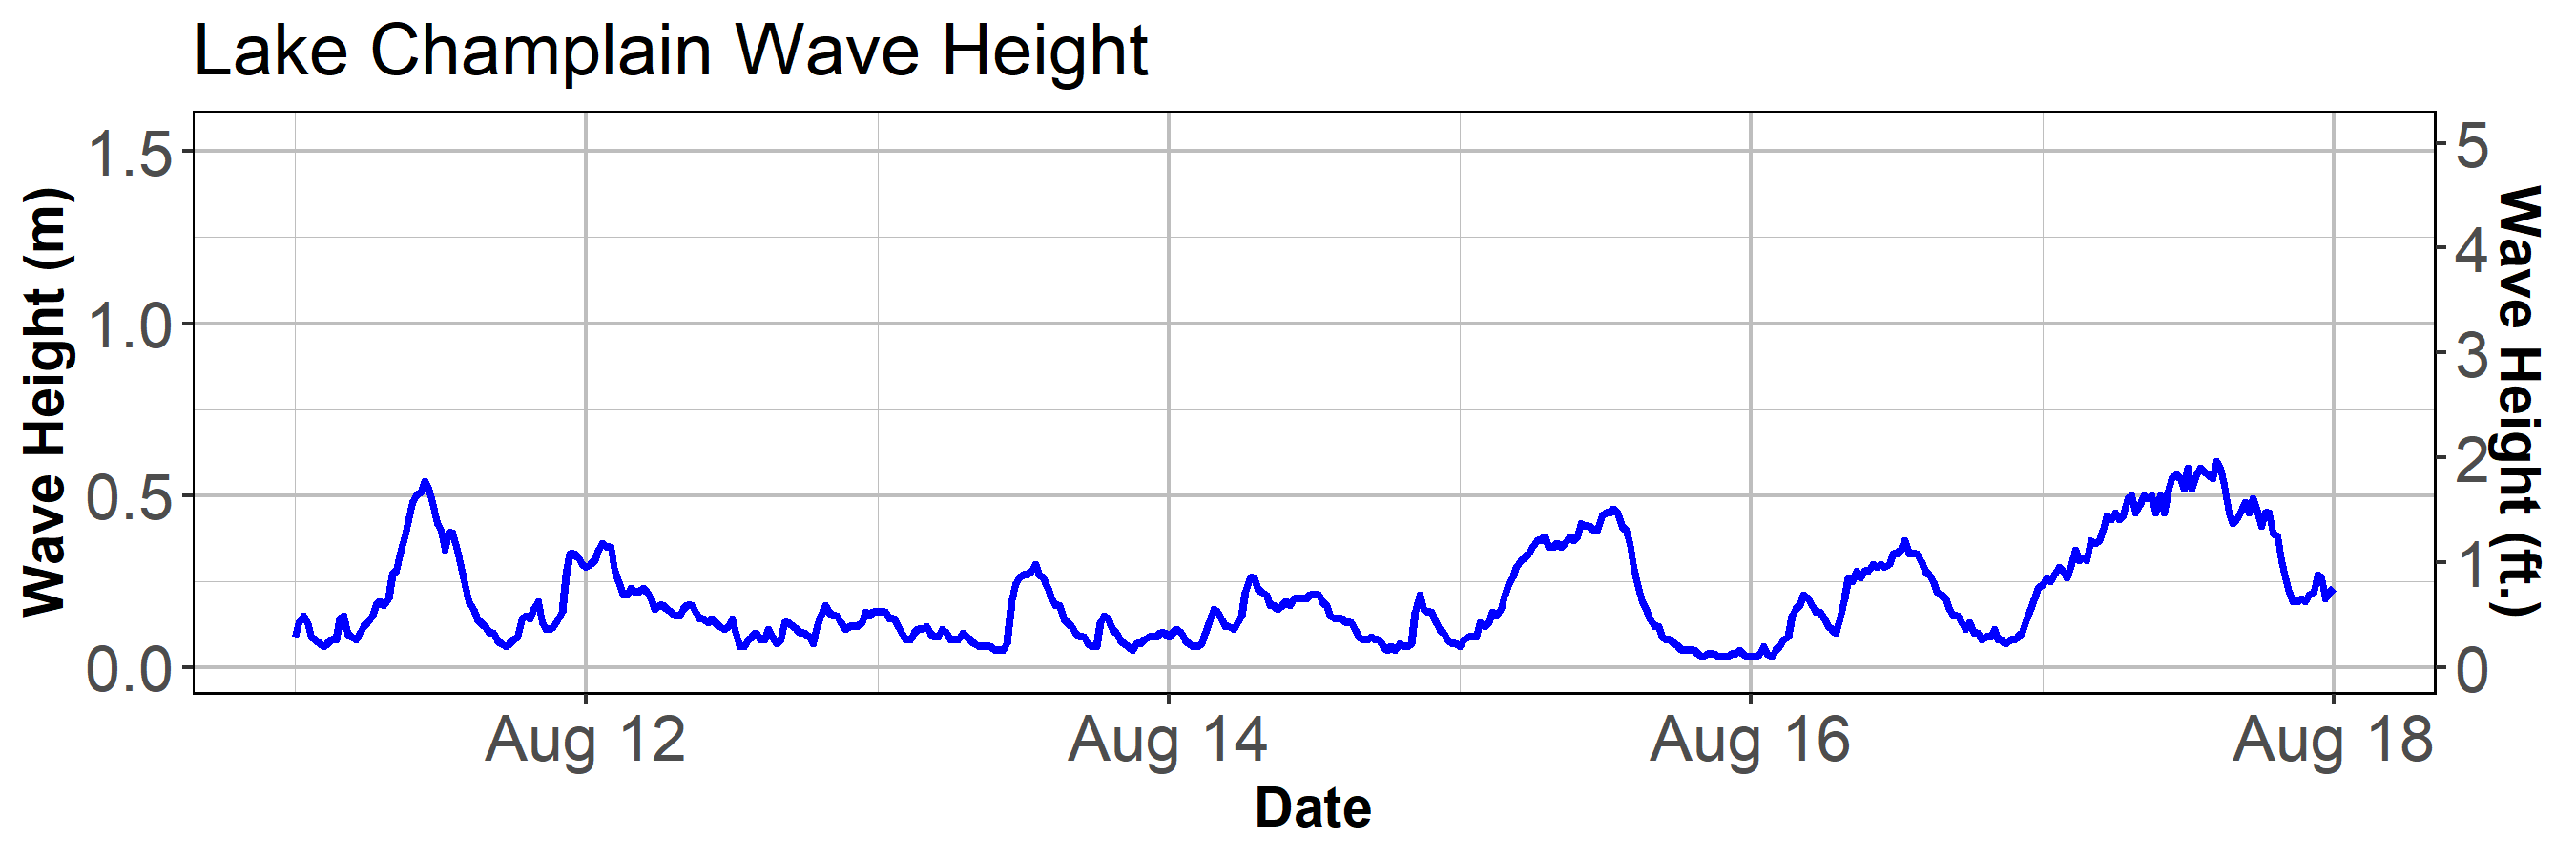 Lake Champlain Wave Height
Wave Height (m)
1.5
1.0
0.5
0.0
5
4
3
2
1
0
Wave Height (ft.)
Aug 12
Aug 14
Aug 16
Aug 18
Date